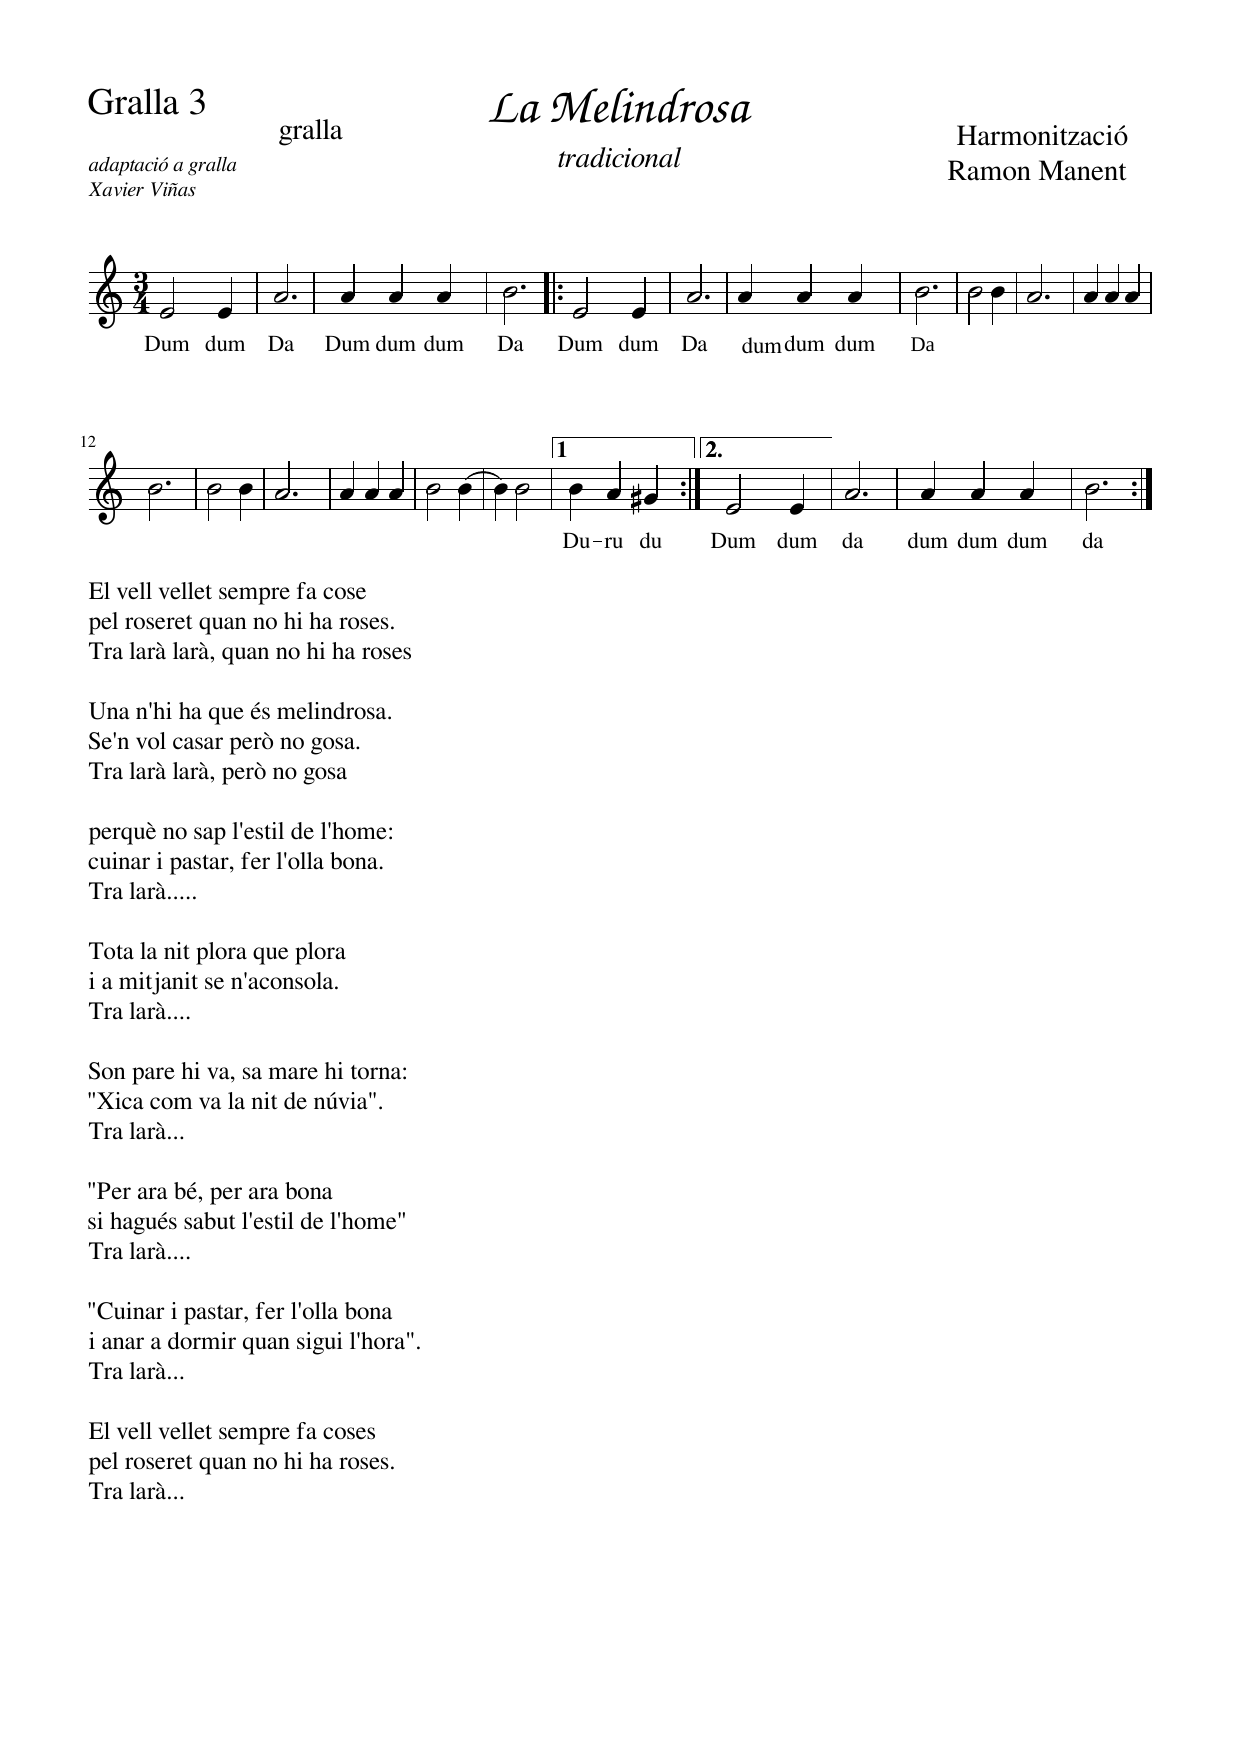 Gralla 3
La Melindrosa
gralla
Harmonització
tradicional
adaptació a gralla
Ramon Manent
Xavier Viñas
3
4
Dum dum Da Dum dum dum Da Dum dum Da dum dum dum Da
12
1 2.
Du-ru du Dum dum da dum dum dum da
El vell vellet sempre fa cose
pel roseret quan no hi ha roses.
Tra larà larà, quan no hi ha roses
Una n'hi ha que és melindrosa.
Se'n vol casar però no gosa.
Tra larà larà, però no gosa
perquè no sap l'estil de l'home:
cuinar i pastar, fer l'olla bona.
Tra larà.....
Tota la nit plora que plora
i a mitjanit se n'aconsola.
Tra larà....
Son pare hi va, sa mare hi torna:
"Xica com va la nit de núvia".
Tra larà...
"Per ara bé, per ara bona
si hagués sabut l'estil de l'home"
Tra larà....
"Cuinar i pastar, fer l'olla bona
i anar a dormir quan sigui l'hora".
Tra larà...
El vell vellet sempre fa coses
pel roseret quan no hi ha roses.
Tra larà...